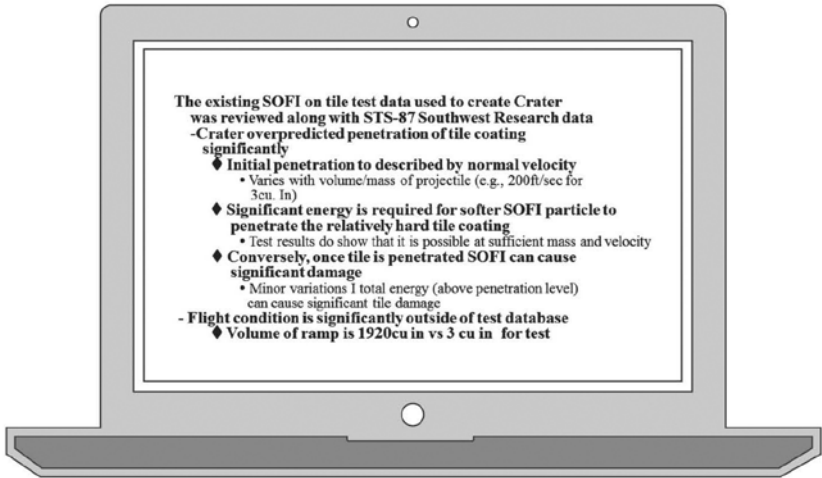 The existing SOFI on tile test data used to create Crater
was reviewed along with STS-87 Southwest Research data
-Crater overpredicted penetration of tile coating
significantly
♦ Initial penetration to described by normal velocity
• Varies with volume/mass of projectile (e.g., 200ft/sec for
3cu. In)
♦ Significant energy is required for softer SOFI particle to
penetrate the relatively hard tile coating
• Test results do show that it is possible at sufficient mass and velocity
♦ Conversely, once tile is penetrated SOFI can cause
significant damage
• Minor variations I total energy (above penetration level)
can cause significant tile damage
- Flight condition is significantly outside of test database
♦ Volume of ramp is 1920cu in vs 3 cu in for test